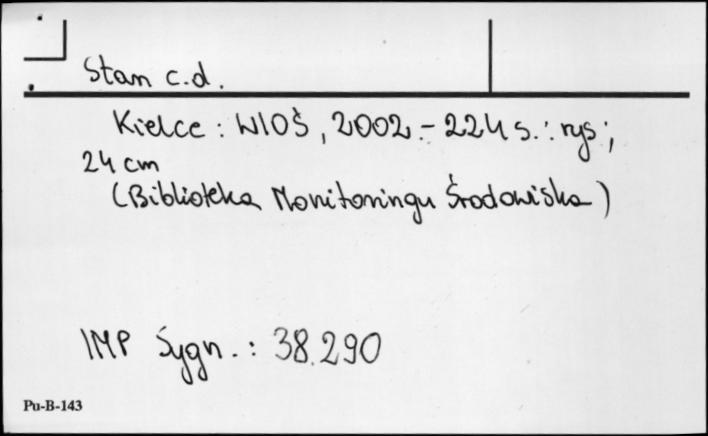 Stan c.d.
Kielce : WIOŚ, 2002.- 224 s. : rys ;
24 cm
(Biblioteka Monitoringu Środowiska)
IMP Sygn. : 38.290
Pu-B-143